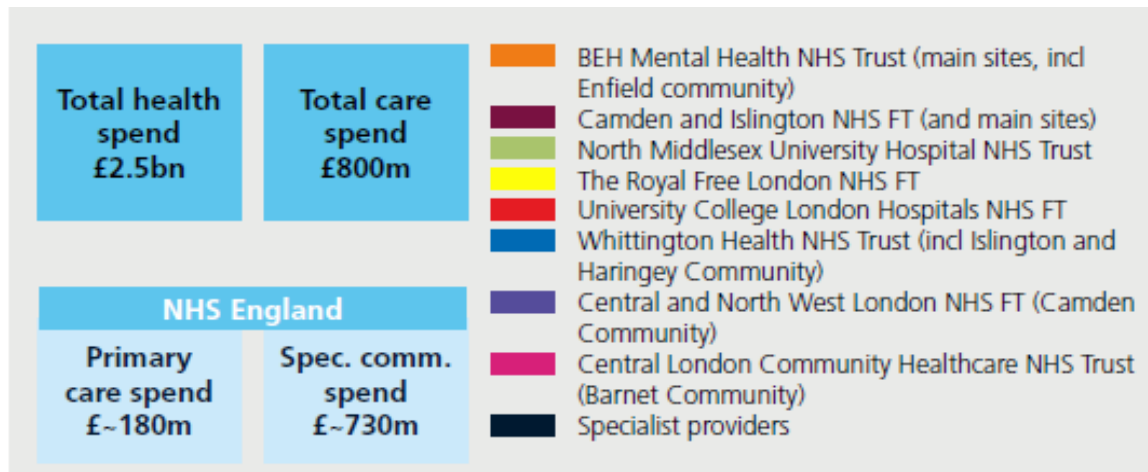 Total health
spend
£2.5bn
Total care
spend
£800m
NHS England
Primary
care spend
£~180m
Spec. comm.
spend
£~730m
BEH Mental Health NHS Trust (main sites, incl
Enfield community)
Camden and Islington NHS FT (and main sites)
North Middlesex University Hospital NHS Trust
The Royal Free London NHS FT
University College London Hospitals NHS FT
Whittington Health NHS Trust (incl Islington and
Haringey Community)
Central and North West London NHS FT (Camden
Community)
Central London Community Healthcare NHS Trust
(Barnet Community)
Specialist providers